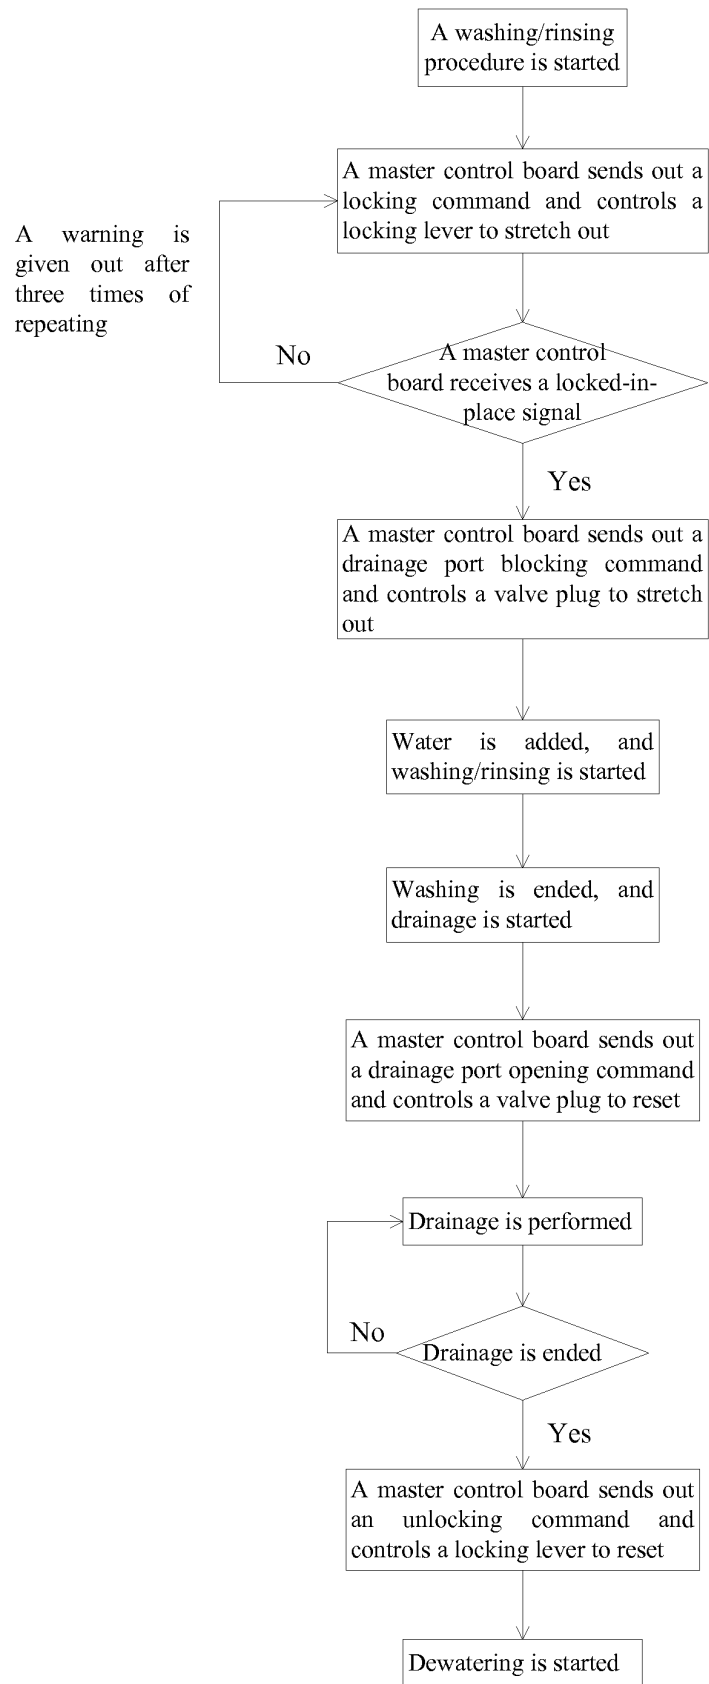 A washing/rinsing
procedure is started
A master control board sends out a
locking command and controls a
locking lever to stretch out
A warning is
given out after
three times of
repeating
No
A master control
board receives a locked-in-
place signal
Yes
A master control board sends out a
drainage port blocking command
and controls a valve plug to stretch
out
Water is added, and
washing/rinsing is started
Washing is ended, and
drainage is started
A master control board sends out
a drainage port opening command
and controls a valve plug to reset
Drainage is performed
No
Drainage is ended
Yes
A master control board sends out
an unlocking command and
controls a locking lever to reset
Dewatering is started